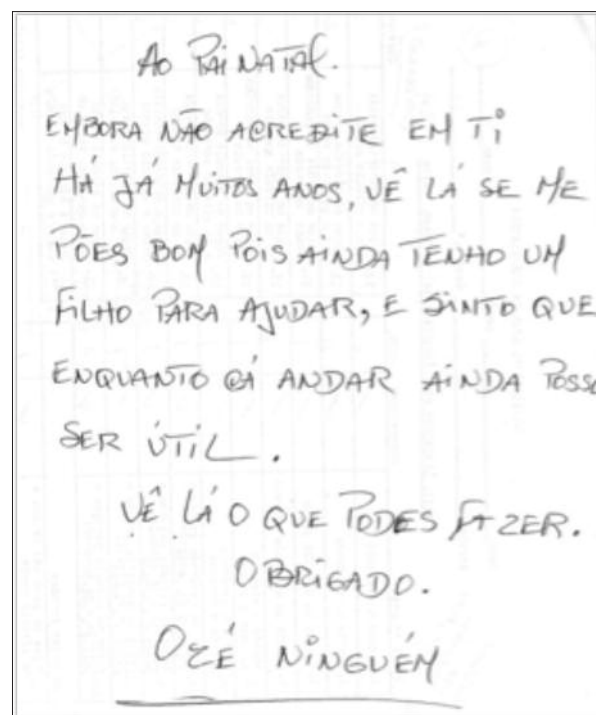 AO PAI NATAL.
EMBORA NÃO ACREDITE EM TI
HÁ JÁ MUITOS ANOS, VÊ LÁ SE ME
PÕES BOM POIS AINDA TENHO UM
FILHO PARA AJUDAR, E SINTO QUE
ENQUANTO CÁ ANDAR AINDA POSSO
SER ÚTIL.
VÊ LÁ O QUE PODES FAZER.
OBRIGADO.
O ZÉ NINGUÉM